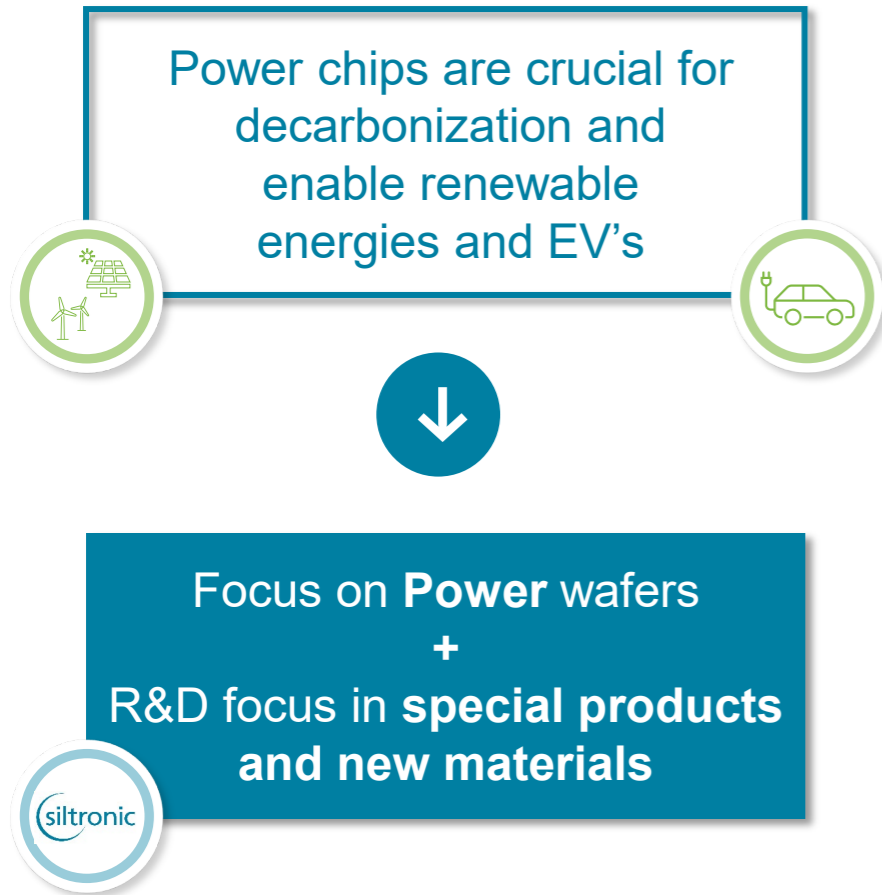 Power chips are crucial for
decarbonization and
enable renewable
energies and EV’s
Focus on Power wafers
+
R&D focus in special products
and new materials
siltronic